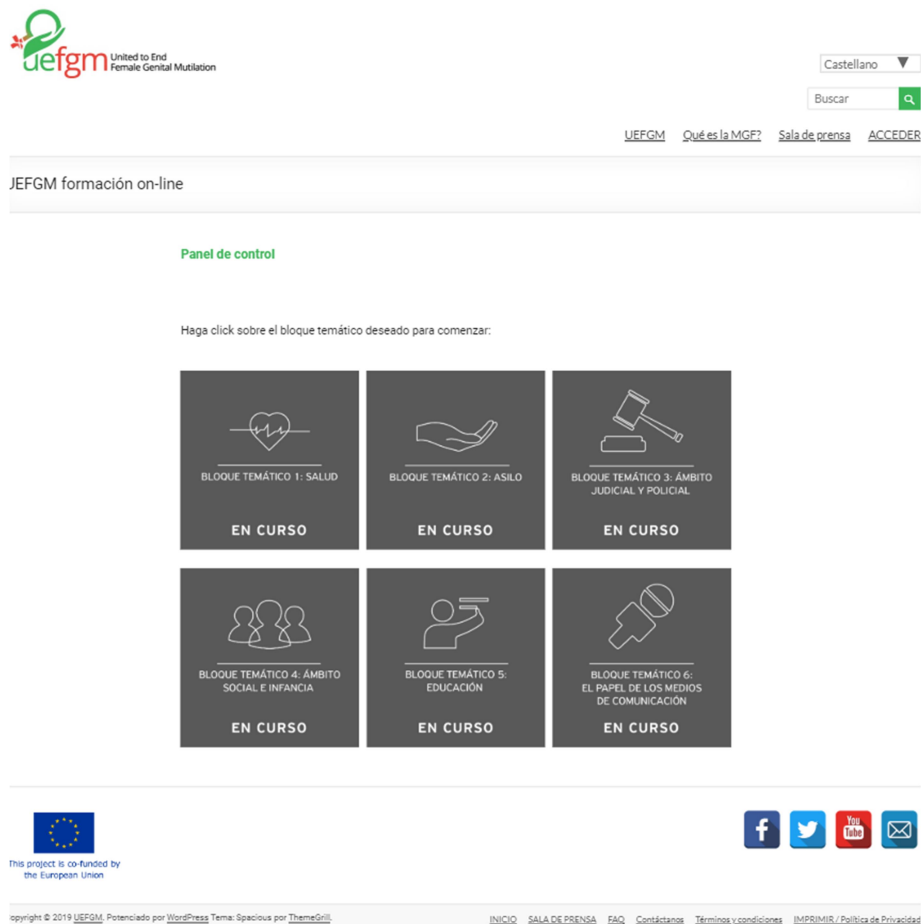 uefgm United to End
Female Genital Mutilation
Castellano
Buscar
UEFGM Qué es la MGF? Sala de prensa ACCEDER
UEFGM formación on-line
Panel de control
Haga click sobre el bloque temático deseado para comenzar:
BLOQUE TEMÁTICO 1: SALUD
EN CURSO
BLOQUE TEMÁTICO 2: ASILO
EN CURSO
BLOQUE TEMÁTICO 3: ÁMBITO
JUDICIAL Y POLICIAL
EN CURSO
BLOQUE TEMÁTICO 4: ÁMBITO
SOCIAL E INFANCIA
EN CURSO
BLOQUE TEMÁTICO 5:
EDUCACIÓN
EN CURSO
BLOQUE TEMÁTICO 6:
EL PAPEL DE LOS MEDIOS
DE COMUNICACIÓN
EN CURSO
This project is co-funded by
the European Union
f
You
Tube
opyright © 2019 UEFGM. Potenciado por WordPress Tema: Spacious por ThemeGrill.
INICIO SALA DE PRENSA FAQ Contáctanos Términos y condiciones IMPRIMIR / Política de Privacidad